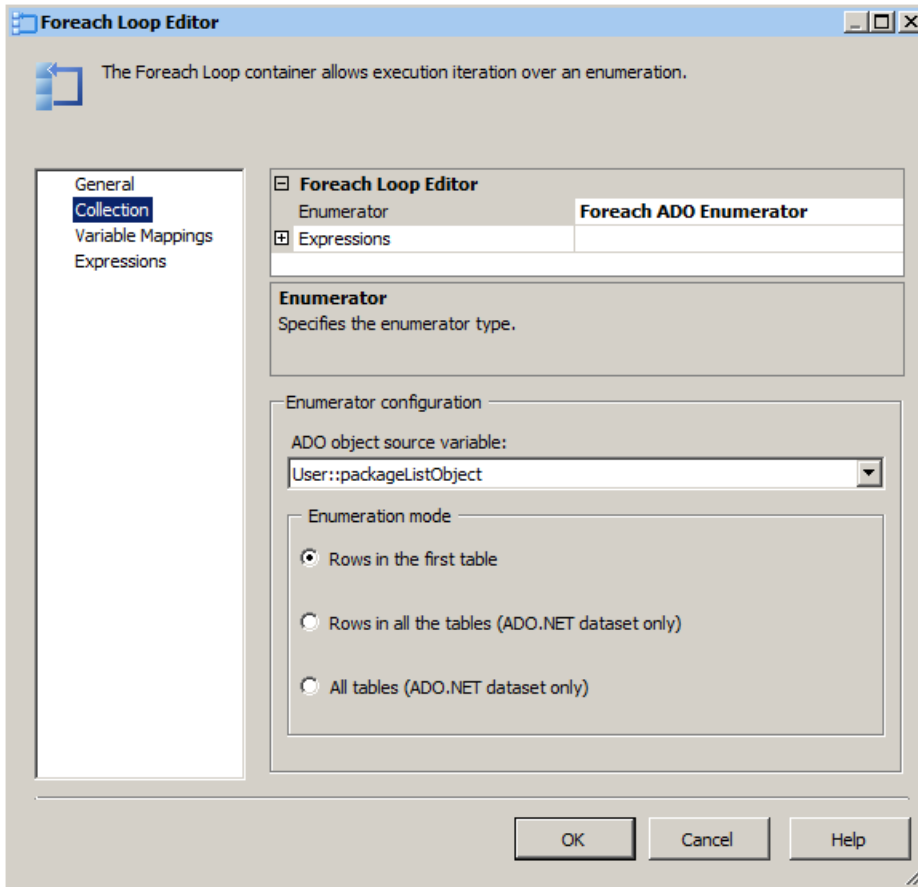 Foreach Loop Editor
The Foreach Loop container allows execution iteration over an enumeration.
General
Collection
Variable Mappings
Expressions
Foreach Loop Editor
Enumerator Foreach ADO Enumerator
Expressions
Enumerator
Specifies the enumerator type.
Enumerator configuration
ADO object source variable:
User::packageListObject
Enumeration mode
Rows in the first table
Rows in all the tables (ADO.NET dataset only)
All tables (ADO.NET dataset only)
OK Cancel Help